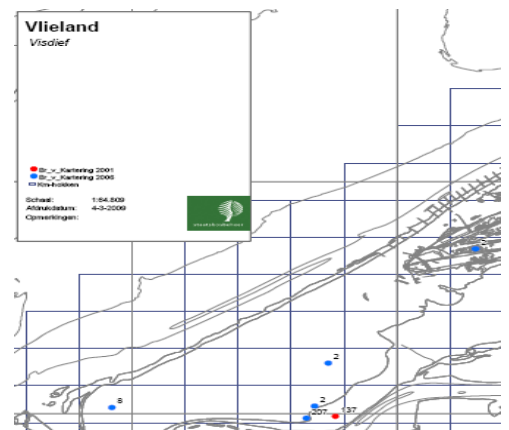 Vlieland
Visdief
Br_v_Kartering 2001
Br_v_Kartering 2006
Km-hokken
Schaal: 1:64.809
Afdrukdatum: 4-3-2009
Opmerkingen:
2
2
8
2
207
137